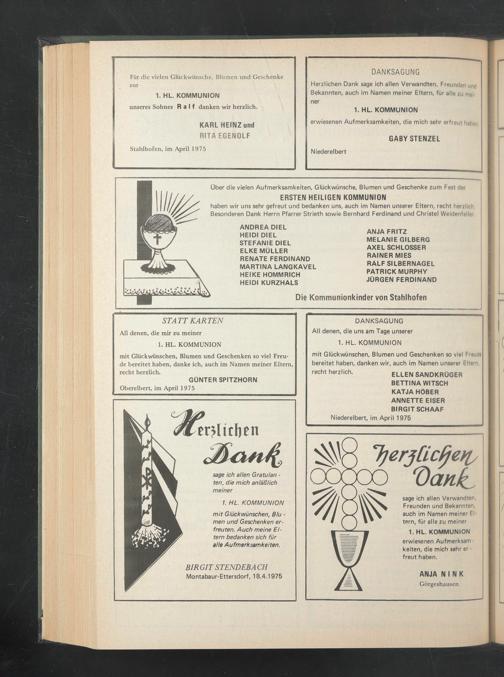 Für die vielen Glückwünsche, Blumen und Geschenke
zur
1. HL. KOMMUNION
unseres Sohnes Ralf danken wir herzlich.
KARL HEINZ und
RITA EGENOLF
Stahlhofen, im April 1975
DANKSAGUNG
Herzlichen Dank sage ich allen Verwandten, Freunden und
Bekannten, auch im Namen meiner Eltern, für alle zu mei-
ner
1. HL. KOMMUNION
erwiesenen Aufmerksamkeiten, die mich sehr erfreut haben.
GABY STENZEL
Niederelbert
Über die vielen Aufmerksamkeiten, Glückwünsche, Blumen und Geschenke zum Fest der
ERSTEN HEILIGEN KOMMUNION
haben wir uns sehr gefreut und bedanken uns, auch im Namen unserer Eltern, recht herzlich.
Besonderen Dank Herrn Pfarrer Strieth sowie Bernhard Ferdinand und Christel Weidenfeller.
ANDREA DIEL
HEIDI DIEL
STEFANIE DIEL
ELKE MÜLLER
RENATE FERDINAND
MARTINA LANGKAVEL
HEIKE HOMMRICH
HEIDI KURZHALS
ANJA FRITZ
MELANIE GILBERG
AXEL SCHLOSSER
RAINER MIES
RALF SILBERNAGEL
PATRICK MURPHY
JÜRGEN FERDINAND
Die Kommunionkinder von Stahlhofen
STATT KARTEN
All denen, die mir zu meiner
1. HL. KOMMUNION
mit Glückwünschen, Blumen und Geschenken so viel Freu-
de bereitet haben, danke ich, auch im Namen meiner Eltern,
recht herzlich.
GÜNTER SPITZHORN
Oberelbert, im April 1975
DANKSAGUNG
All denen, die uns am Tage unserer
1. HL. KOMMUNION
mit Glückwünschen, Blumen und Geschenken so viel Freude
bereitet haben, danken wir, auch im Namen unserer Eltern,
recht herzlich.
ELLEN SANDKRÜGER
BETTINA WITSCH
KATJA HÖBER
ANNETTE EISER
BIRGIT SCHAAF
Niederelbert, im April 1975
Herzlichen
Dank
sage ich allen Gratulan-
ten, die mich anläßlich
meiner
1. HL. KOMMUNION
mit Glückwünschen, Blu-
men und Geschenken er-
freuten. Auch meine El-
tern bedanken sich für
alle Aufmerksamkeiten.
BIRGIT STENDEBACH
Montabaur-Ettersdorf, 18.4.1975
herzlichen
Dank
sage ich allen Verwandten,
Freunden und Bekannten,
auch im Namen meiner El-
tern, für alle zu meiner
1. HL. KOMMUNION
erwiesenen Aufmerksam-
keiten, die mich sehr er-
freut haben.
ANJA NINK
Görgeshausen